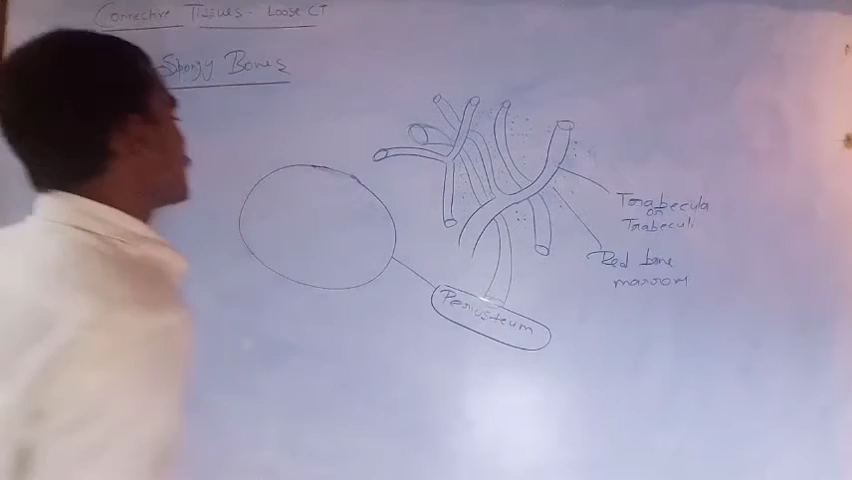 Connective Tissues - Loose CT
Spongy Bones
Trabecula
or
Trabeculi
Red bone
marrow
Periosteum